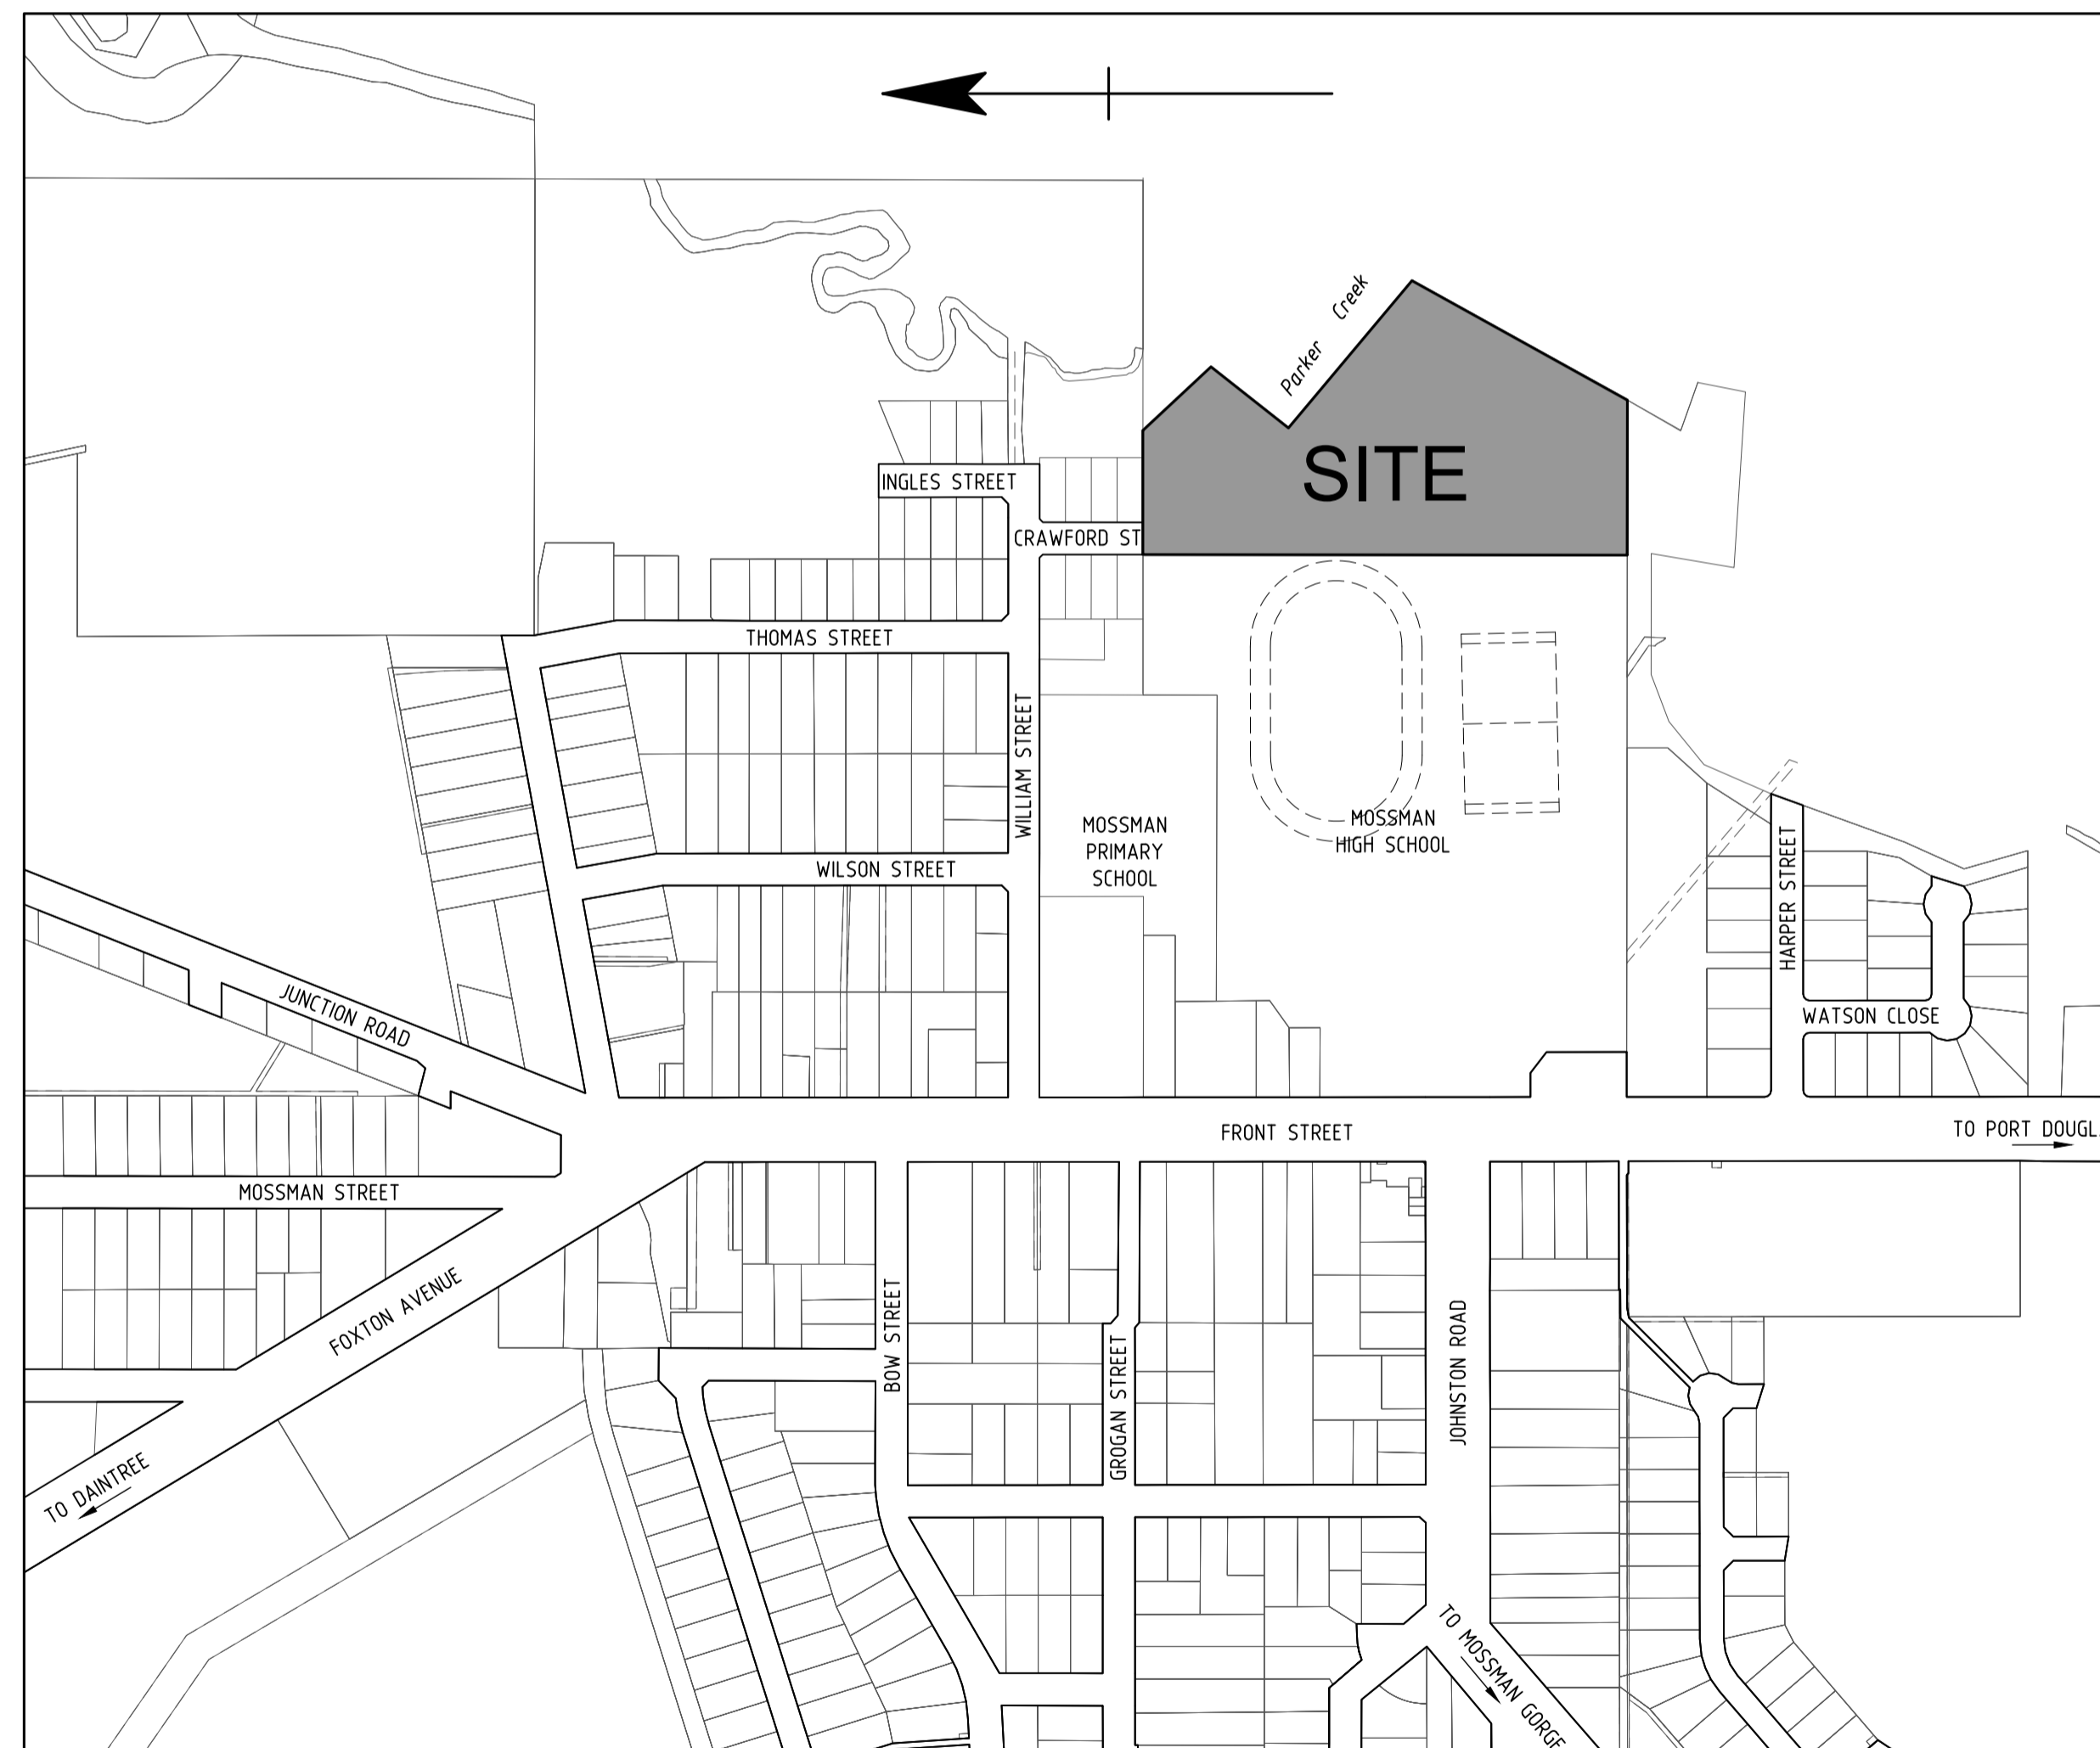 Parker Creek
SITE
INGLES STREET
CRAWFORD ST
THOMAS STREET
WILLIAM STREET
MOSSMAN
PRIMARY
SCHOOL
MOSSMAN
HIGH SCHOOL
WILSON STREET
HARPER STREET
JUNCTION ROAD
WATSON CLOSE
FRONT STREET
TO PORT DOUGL
MOSSMAN STREET
FOXTON AVENUE
BOW STREET
GROGAN STREET
JOHNSTON ROAD
TO DAINTREE
TO MOSSMAN GORGE